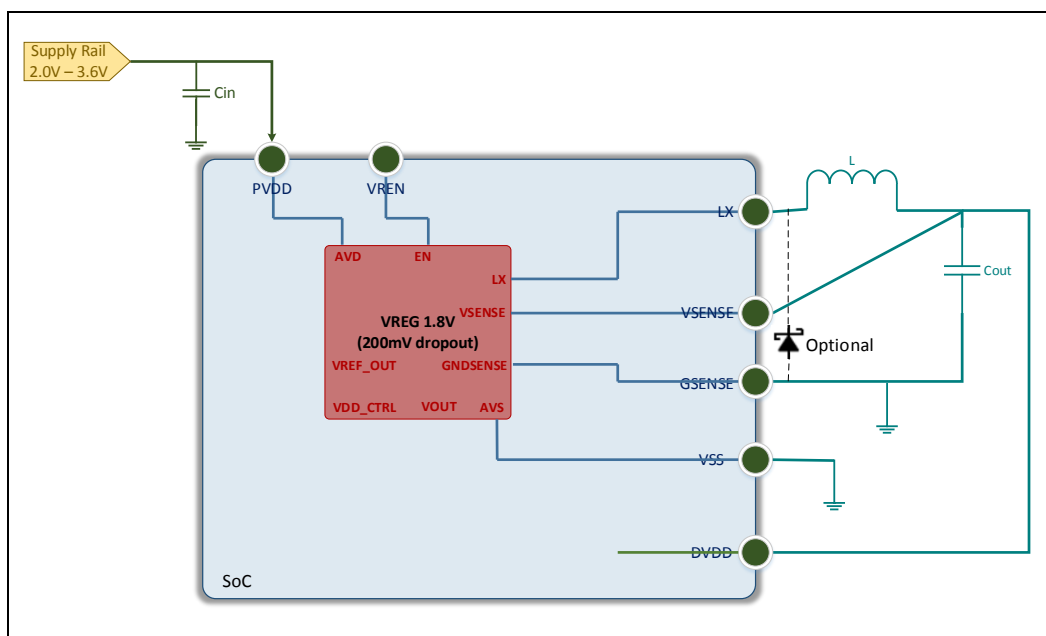 Supply Rail
2.0V – 3.6V
Cin
PVDD
VREN
L
LX
AVD
EN
LX
VSENSE
VREG 1.8V
(200mV dropout)
VREF_OUT
GNDSENSE
VDD_CTRL
VOUT
AVS
VSENSE
Cout
Optional
GSENSE
VSS
DVDD
SoC